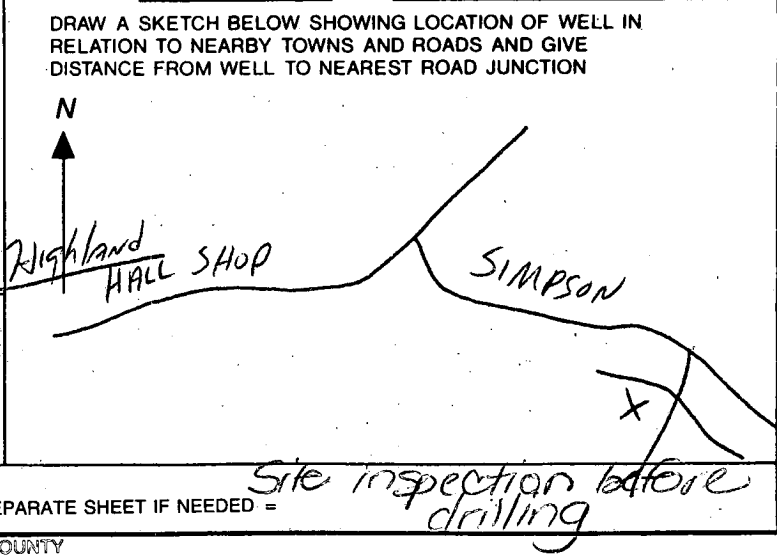 DRAW A SKETCH BELOW SHOWING LOCATION OF WELL IN
RELATION TO NEARBY TOWNS AND ROADS AND GIVE
DISTANCE FROM WELL TO NEAREST ROAD JUNCTION
N
Highland
HALL SHOP
SIMPSON
X
Site inspection before
EPARATE SHEET IF NEEDED =
drilling
OUNTY